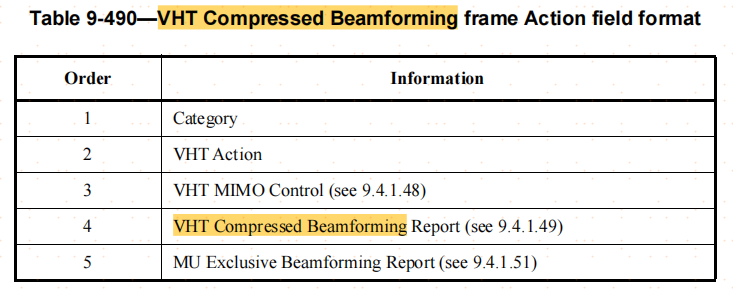 Table 9-490—VHT Compressed Beamforming frame Action field format
Order Information
1 Category
2 VHT Action
3 VHT MIMO Control (see 9.4.1.48)
4 VHT Compressed Beamforming Report (see 9.4.1.49)
5 MU Exclusive Beamforming Report (see 9.4.1.51)